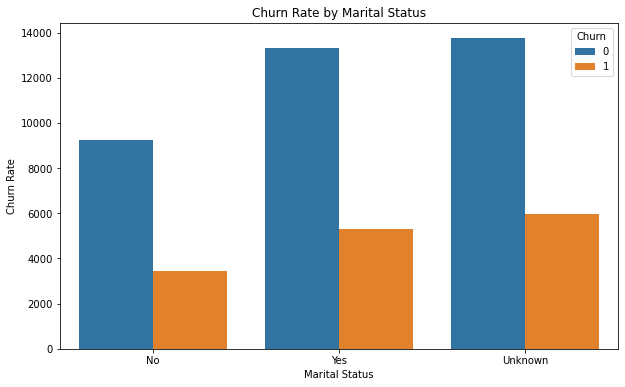 Churn Rate by Marital Status
14000
12000
10000
8000
6000
4000
2000
0
Churn Rate
Churn
0
1
No
Yes
Unknown
Marital Status